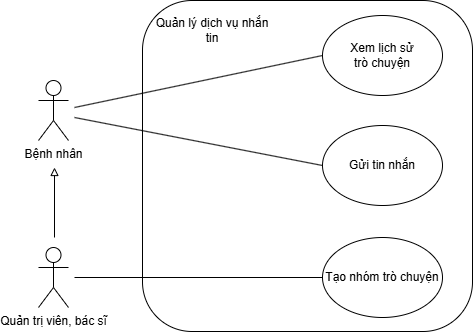 Quản lý dịch vụ nhắn
tin
Xem lịch sử
trò chuyện
Bệnh nhân
Gửi tin nhắn
Tạo nhóm trò chuyện
Quản trị viên, bác sĩ